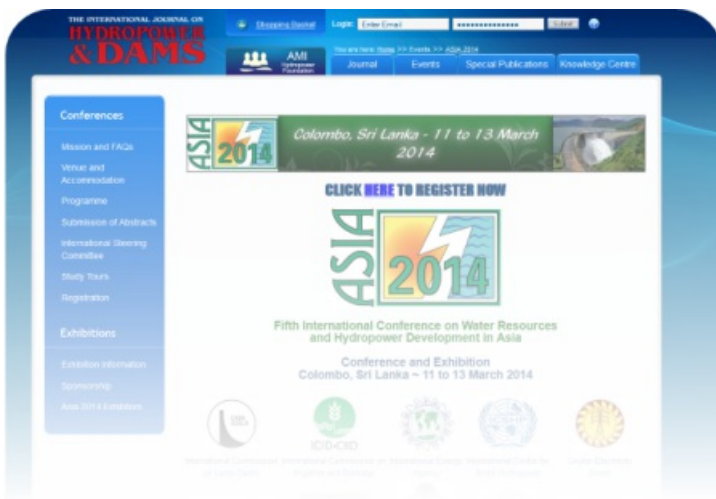 THE INTERNATIONAL JOURNAL ON
HYDROPOWER
& DAMS
Shopping Basket
Login:
Enter Email
Submit
AMI
Hydropower
Foundation
You are here: Home >> Events >> ASIA 2014
Journal
Events
Special Publications
Knowledge Centre
Conferences
Mission and FAQs
Venue and
Accommodation
Programme
Submission of Abstracts
International Steering
Committee
Study Tours
Registration
Exhibitions
Exhibition Information
Sponsorship
Asia 2014 Exhibitors
ASIA
2014
Colombo, Sri Lanka - 11 to 13 March
2014
CLICK HERE TO REGISTER NOW
ASIA
2014
Fifth International Conference on Water Resources
and Hydropower Development in Asia
Conference and Exhibition
Colombo, Sri Lanka ~ 11 to 13 March 2014
ICID•CIID